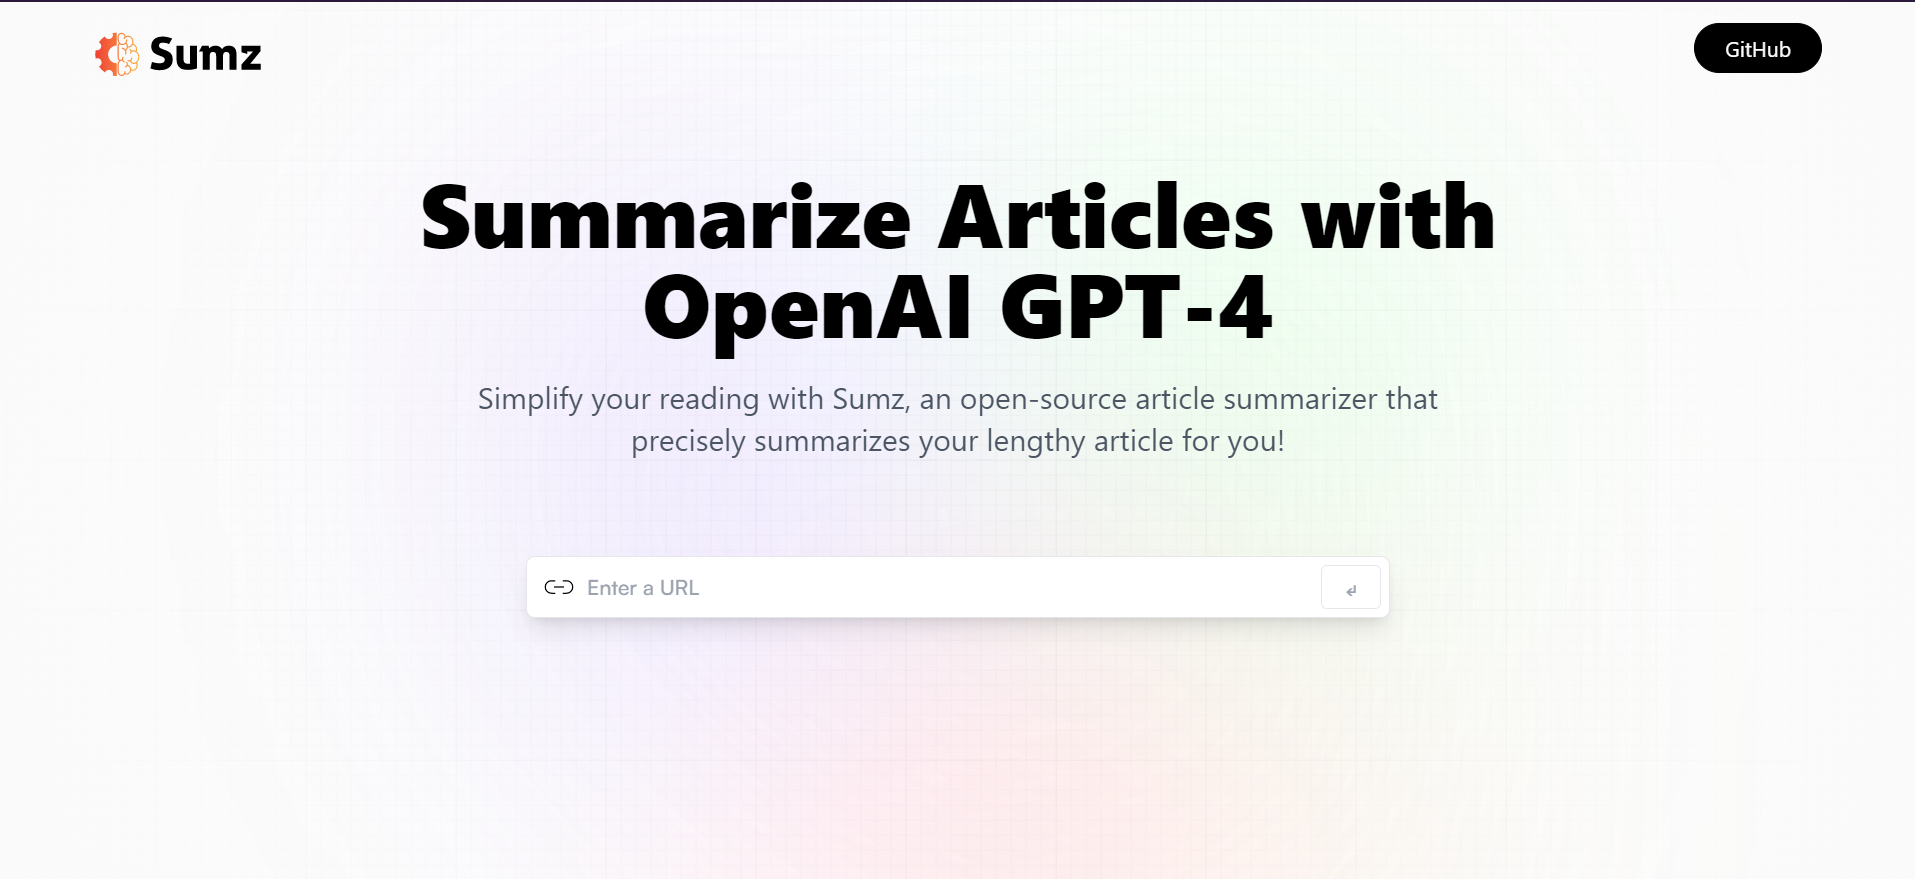 Sumz
GitHub
Summarize Articles with
OpenAI GPT-4
Simplify your reading with Sumz, an open-source article summarizer that
precisely summarizes your lengthy article for you!
Enter a URL
↵